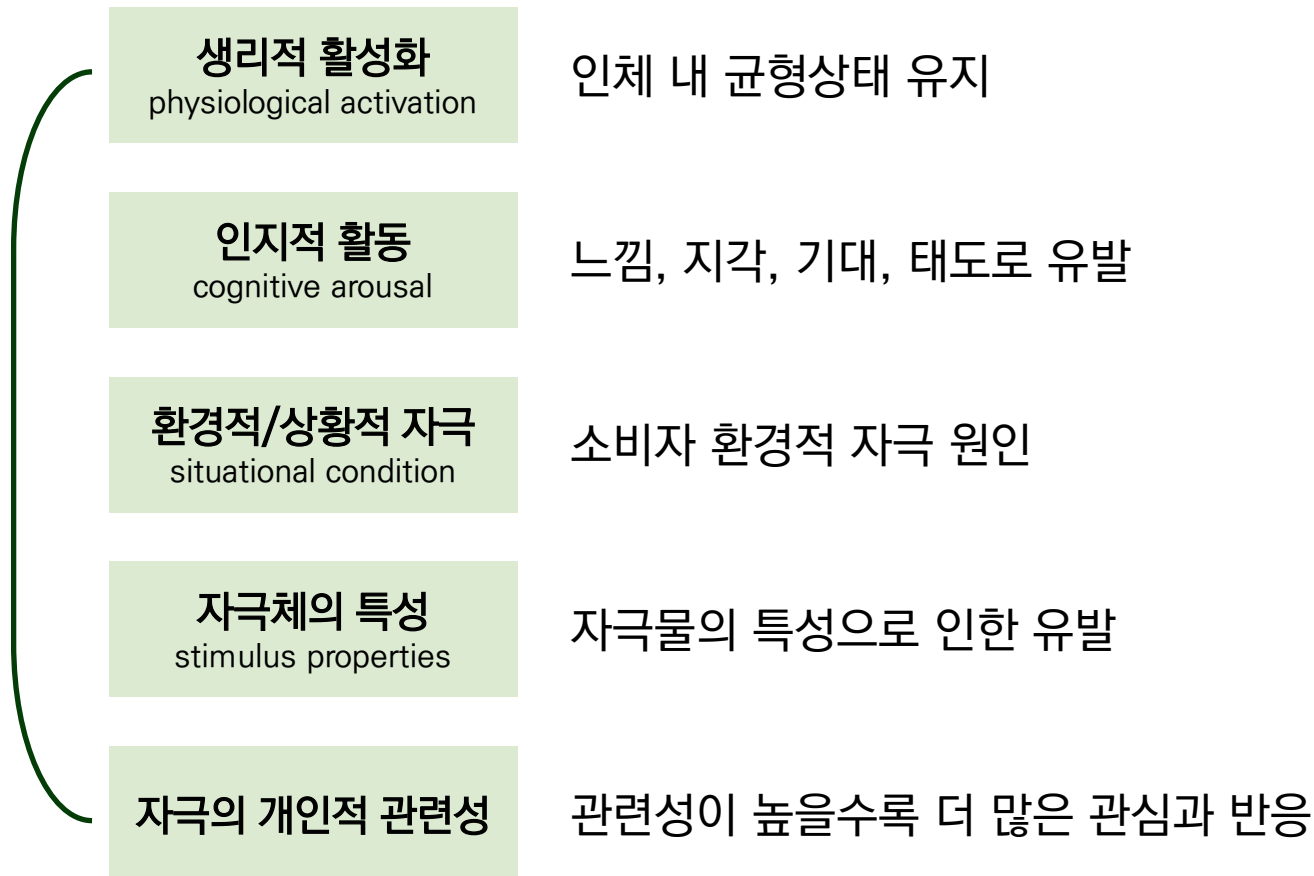 생리적 활성화
physiological activation
인체 내 균형상태 유지
인지적 활동
cognitive arousal
느낌, 지각, 기대, 태도로 유발
환경적/상황적 자극
situational condition
소비자 환경적 자극 원인
자극체의 특성
stimulus properties
자극물의 특성으로 인한 유발
자극의 개인적 관련성
관련성이 높을수록 더 많은 관심과 반응